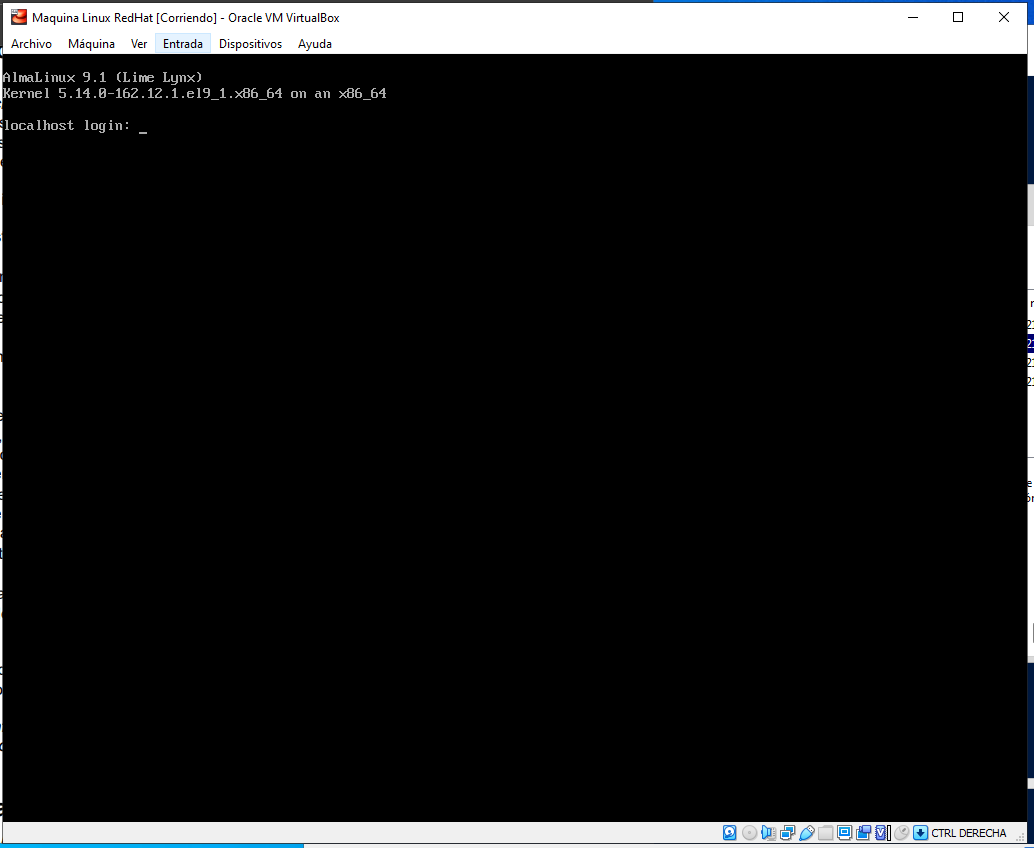 Maquina Linux RedHat [Corriendo] - Oracle VM VirtualBox
Archivo Máquina Ver Entrada Dispositivos Ayuda
AlmaLinux 9.1 (Lime Lynx)
Kernel 5.14.0-162.12.1.el9_1.x86_64 on an x86_64
localhost login: _
CTRL DERECHA